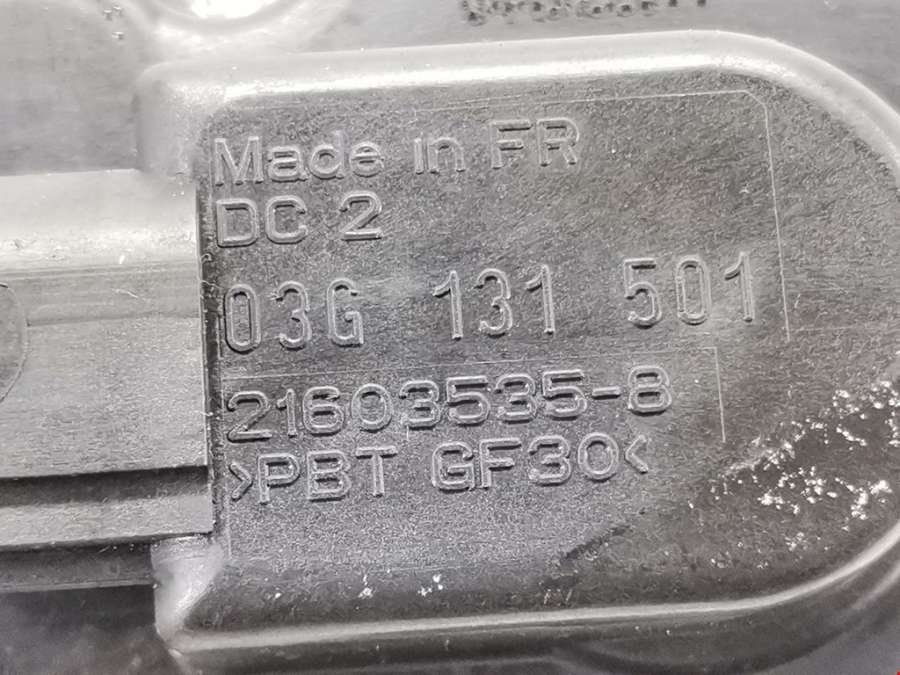 Made in FR
DC 2
03G 131 501
21603535-8
>PBT GF30<